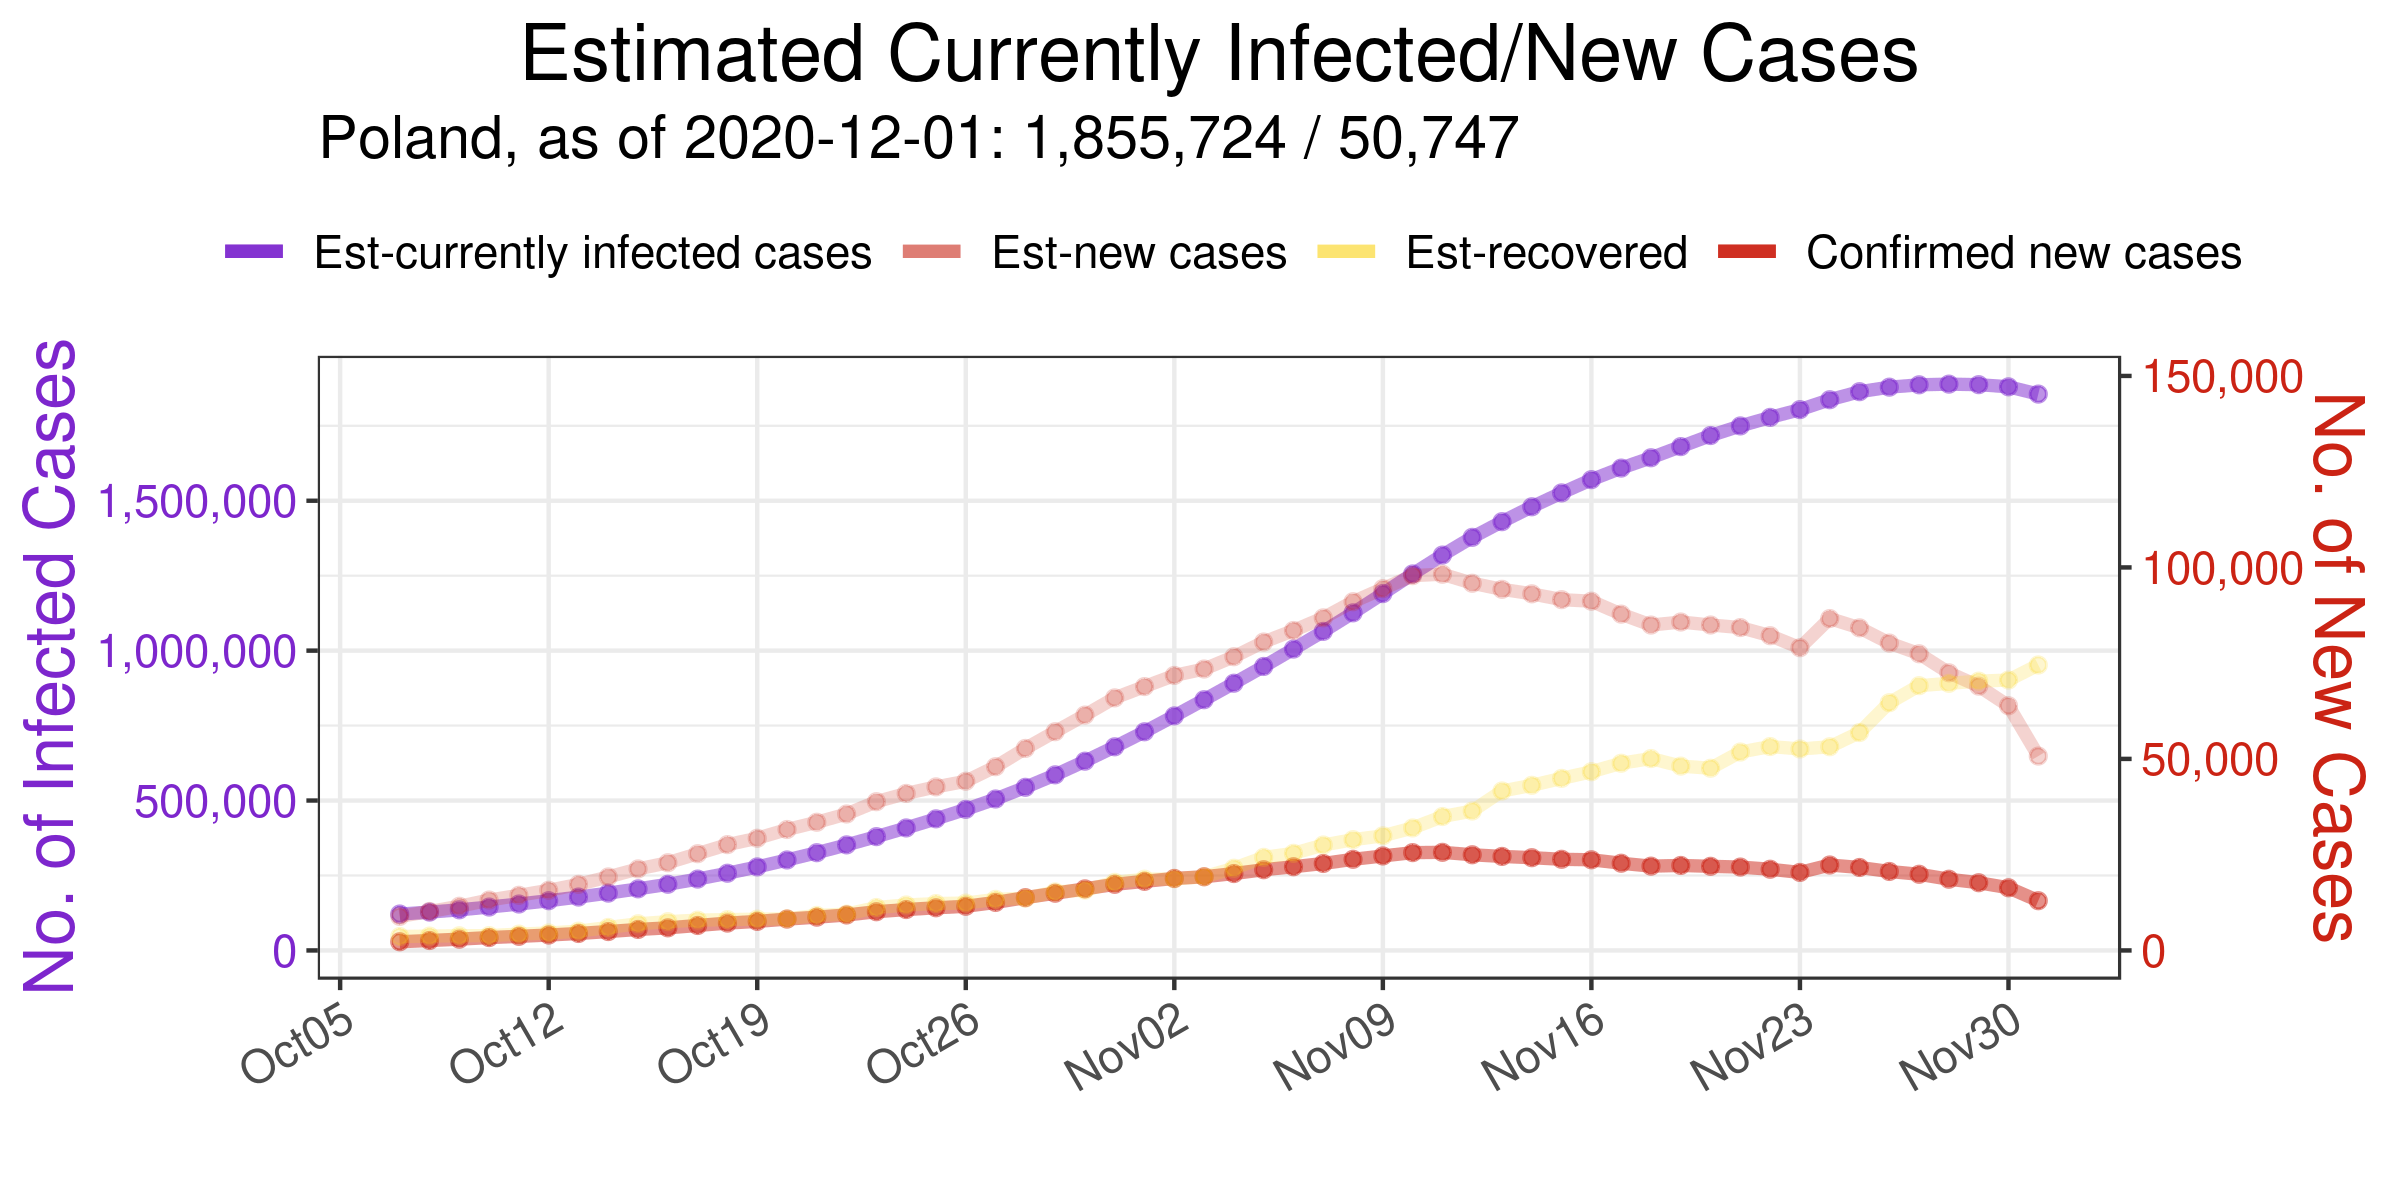 Estimated Currently Infected/New Cases
Poland, as of 2020-12-01: 1,855,724 / 50,747
Est-currently infected cases Est-new cases Est-recovered Confirmed new cases
No. of Infected Cases
1,500,000
1,000,000
500,000
0
150,000
100,000
50,000
0
No. of New Cases
Oct05 Oct12 Oct19 Oct26 Nov02 Nov09 Nov16 Nov23 Nov30